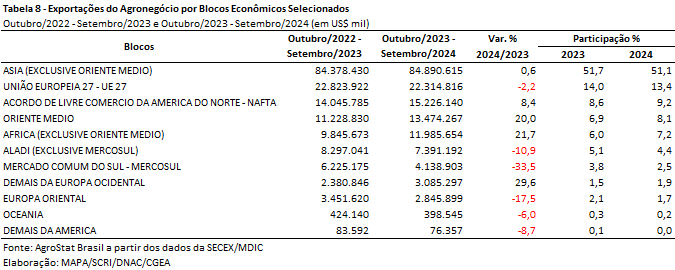 Tabela 8 - Exportações do Agronegócio por Blocos Econômicos Selecionados
Outubro/2022 - Setembro/2023 e Outubro/2023 - Setembro/2024 (em US$ mil)
Blocos Outubro/2022 - Setembro/2023 Outubro/2023 - Setembro/2024 Var. % 2024/2023 Participação % 2023 2024
ASIA (EXCLUSIVE ORIENTE MEDIO) 84.378.430 84.890.615 0,6 51,7 51,1
UNIÃO EUROPEIA 27 - UE 27 22.823.922 22.314.816 -2,2 14,0 13,4
ACORDO DE LIVRE COMERCIO DA AMERICA DO NORTE - NAFTA 14.045.785 15.226.140 8,4 8,6 9,2
ORIENTE MEDIO 11.228.830 13.474.267 20,0 6,9 8,1
AFRICA (EXCLUSIVE ORIENTE MEDIO) 9.845.673 11.985.654 21,7 6,0 7,2
ALADI (EXCLUSIVE MERCOSUL) 8.297.041 7.391.192 -10,9 5,1 4,4
MERCADO COMUM DO SUL - MERCOSUL 6.225.175 4.138.903 -33,5 3,8 2,5
DEMAIS DA EUROPA OCIDENTAL 2.380.846 3.085.297 29,6 1,5 1,9
EUROPA ORIENTAL 3.451.620 2.845.899 -17,5 2,1 1,7
OCEANIA 424.140 398.545 -6,0 0,3 0,2
DEMAIS DA AMERICA 83.592 76.357 -8,7 0,1 0,0
Fonte: AgroStat Brasil a partir dos dados da SECEX/MDIC
Elaboração: MAPA/SCRI/DNAC/CGEA